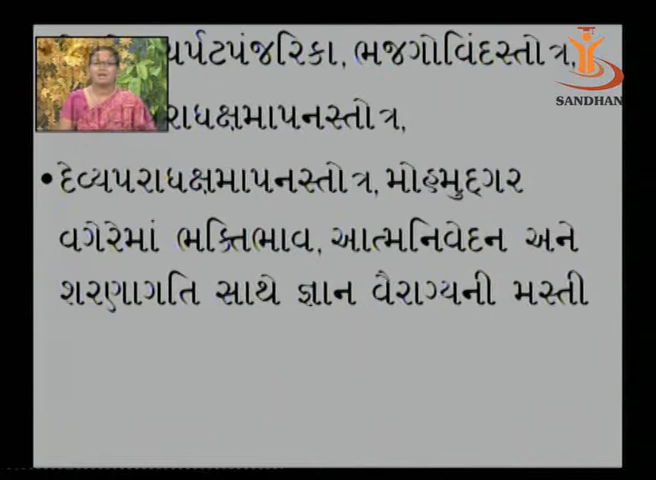 ર્પટપંજરિકા, ભજગોવિંદસ્તોત્ર,
SANDHAN
રાધક્ષમાપનસ્તોત્ર,
• દેવ્યપરાધક્ષમાપનસ્તોત્ર, મોહમુદ્ગર
વગેરેમાં ભક્તિભાવ, આત્મનિવેદન અને
શરણાગતિ સાથે જ્ઞાન વૈરાગ્યની મસ્તી